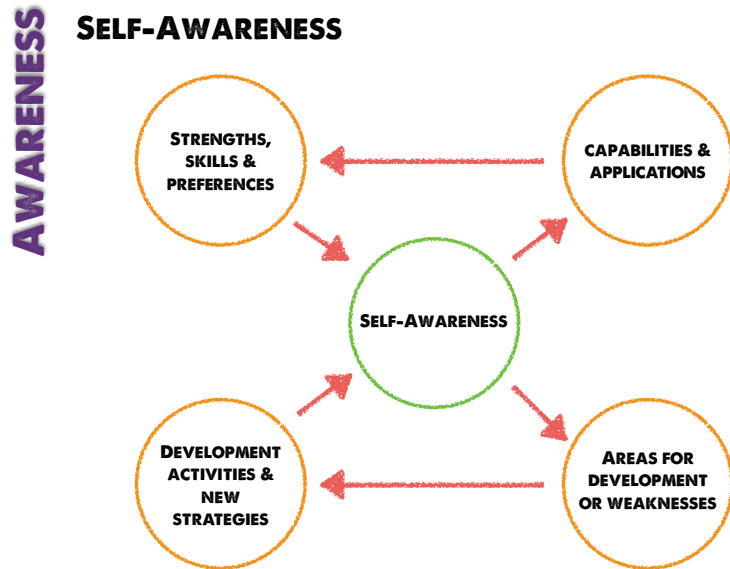 AWARENESS
SELF-AWARENESS
STRENGTHS,
SKILLS &
PREFERENCES
CAPABILITIES &
APPLICATIONS
SELF-AWARENESS
DEVELOPMENT
ACTIVITIES &
NEW
STRATEGIES
AREAS FOR
DEVELOPMENT
OR WEAKNESSES